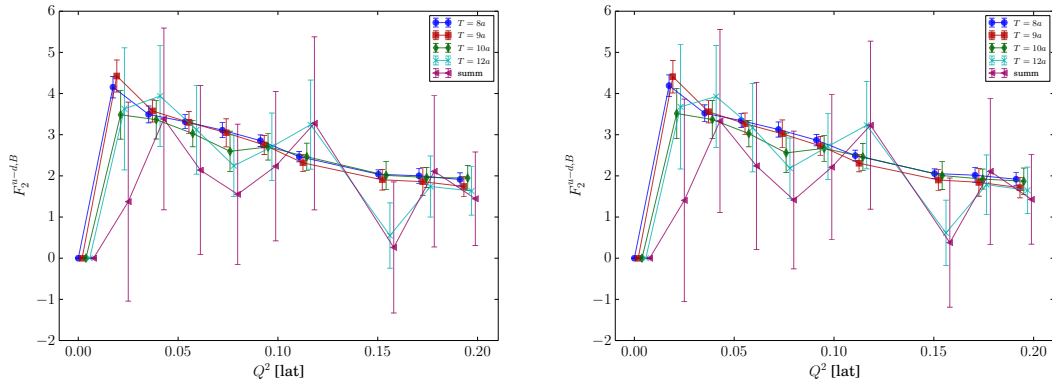 6
5
4
3
2
1
0
−1
−2
F_2^{u−d,B}
0.00 0.05 0.10 0.15 0.20
Q² [lat]
T = 8a
T = 9a
T = 10a
T = 12a
summ
6
5
4
3
2
1
0
−1
−2
F_2^{u−d,B}
0.00 0.05 0.10 0.15 0.20
Q² [lat]
T = 8a
T = 9a
T = 10a
T = 12a
summ